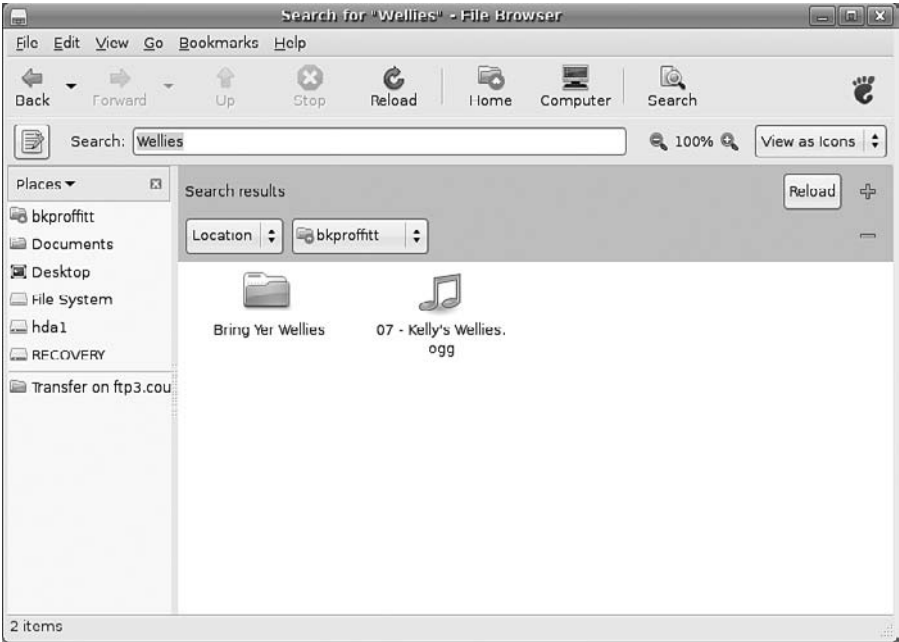 Search for "Wellies" - File Browser
File Edit View Go Bookmarks Help
Back Forward Up Stop Reload Home Computer Search
Search: Wellies 100% View as Icons
Places
bkproffitt
Documents
Desktop
File System
hda1
RECOVERY
Transfer on ftp3.cou
Search results Reload
Location bkproffitt
Bring Yer Wellies
07 - Kelly's Wellies.
ogg
2 items